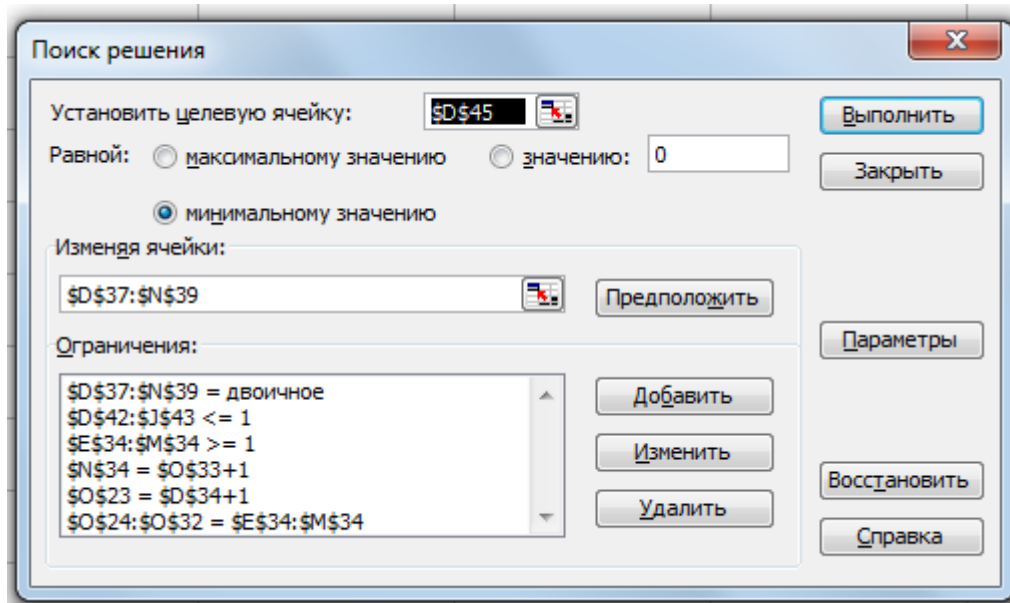 Поиск решения
Установить целевую ячейку: $D$45
Выполнить
Равной: максимальному значению значению: 0
Закрыть
минимальному значению
Изменяя ячейки:
$D$37:$N$39 Предположить
Параметры
Ограничения:
$D$37:$N$39 = двоичное
$D$42:$J$43 <= 1
$E$34:$M$34 >= 1
$N$34 = $O$33+1
$O$23 = $D$34+1
$O$24:$O$32 = $E$34:$M$34
Добавить
Изменить
Удалить
Восстановить
Справка